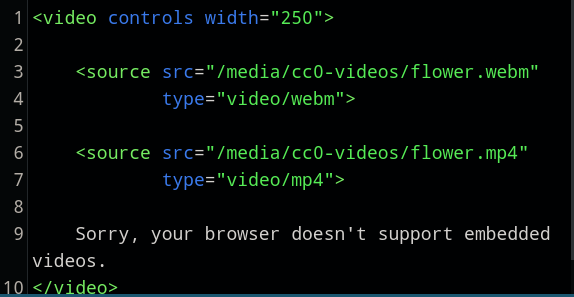 1 <video controls width="250">
2
3 <source src="/media/cc0-videos/flower.webm"
4 type="video/webm">
5
6 <source src="/media/cc0-videos/flower.mp4"
7 type="video/mp4">
8
9 Sorry, your browser doesn't support embedded
videos.
10 </video>